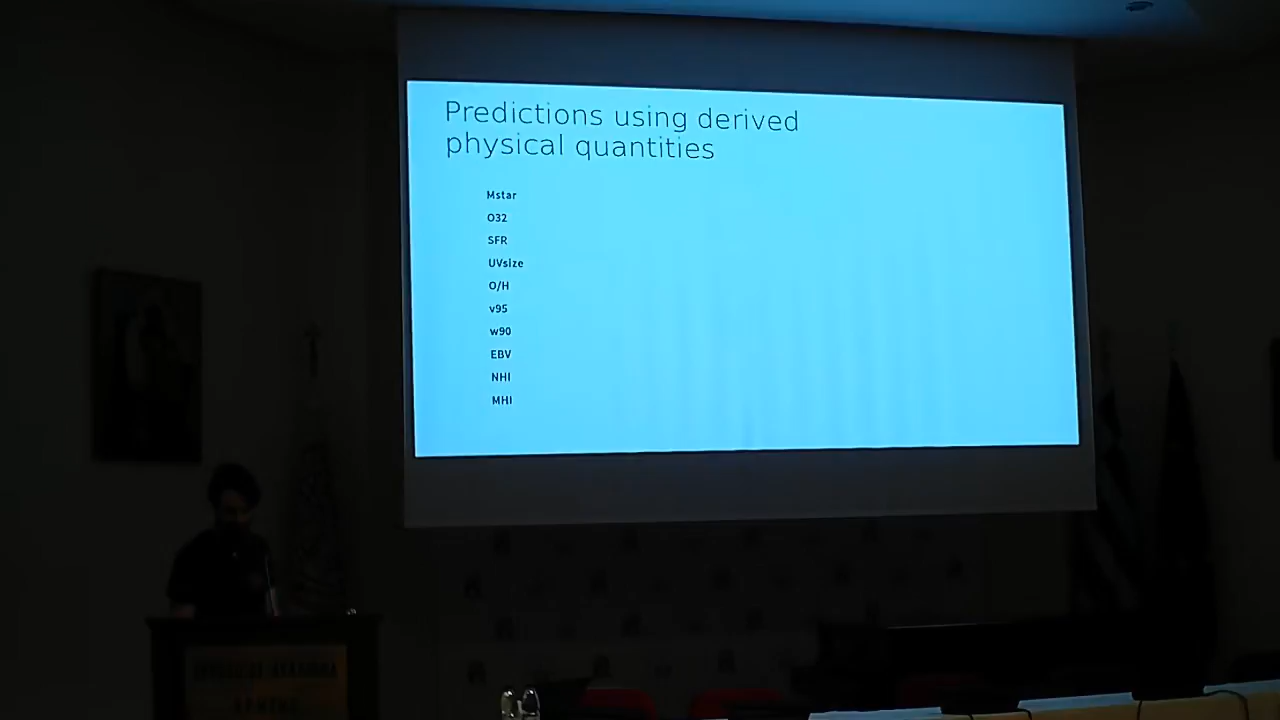 Predictions using derived
physical quantities
Mstar
O32
SFR
UVsize
O/H
v95
w90
EBV
NHI
MHI